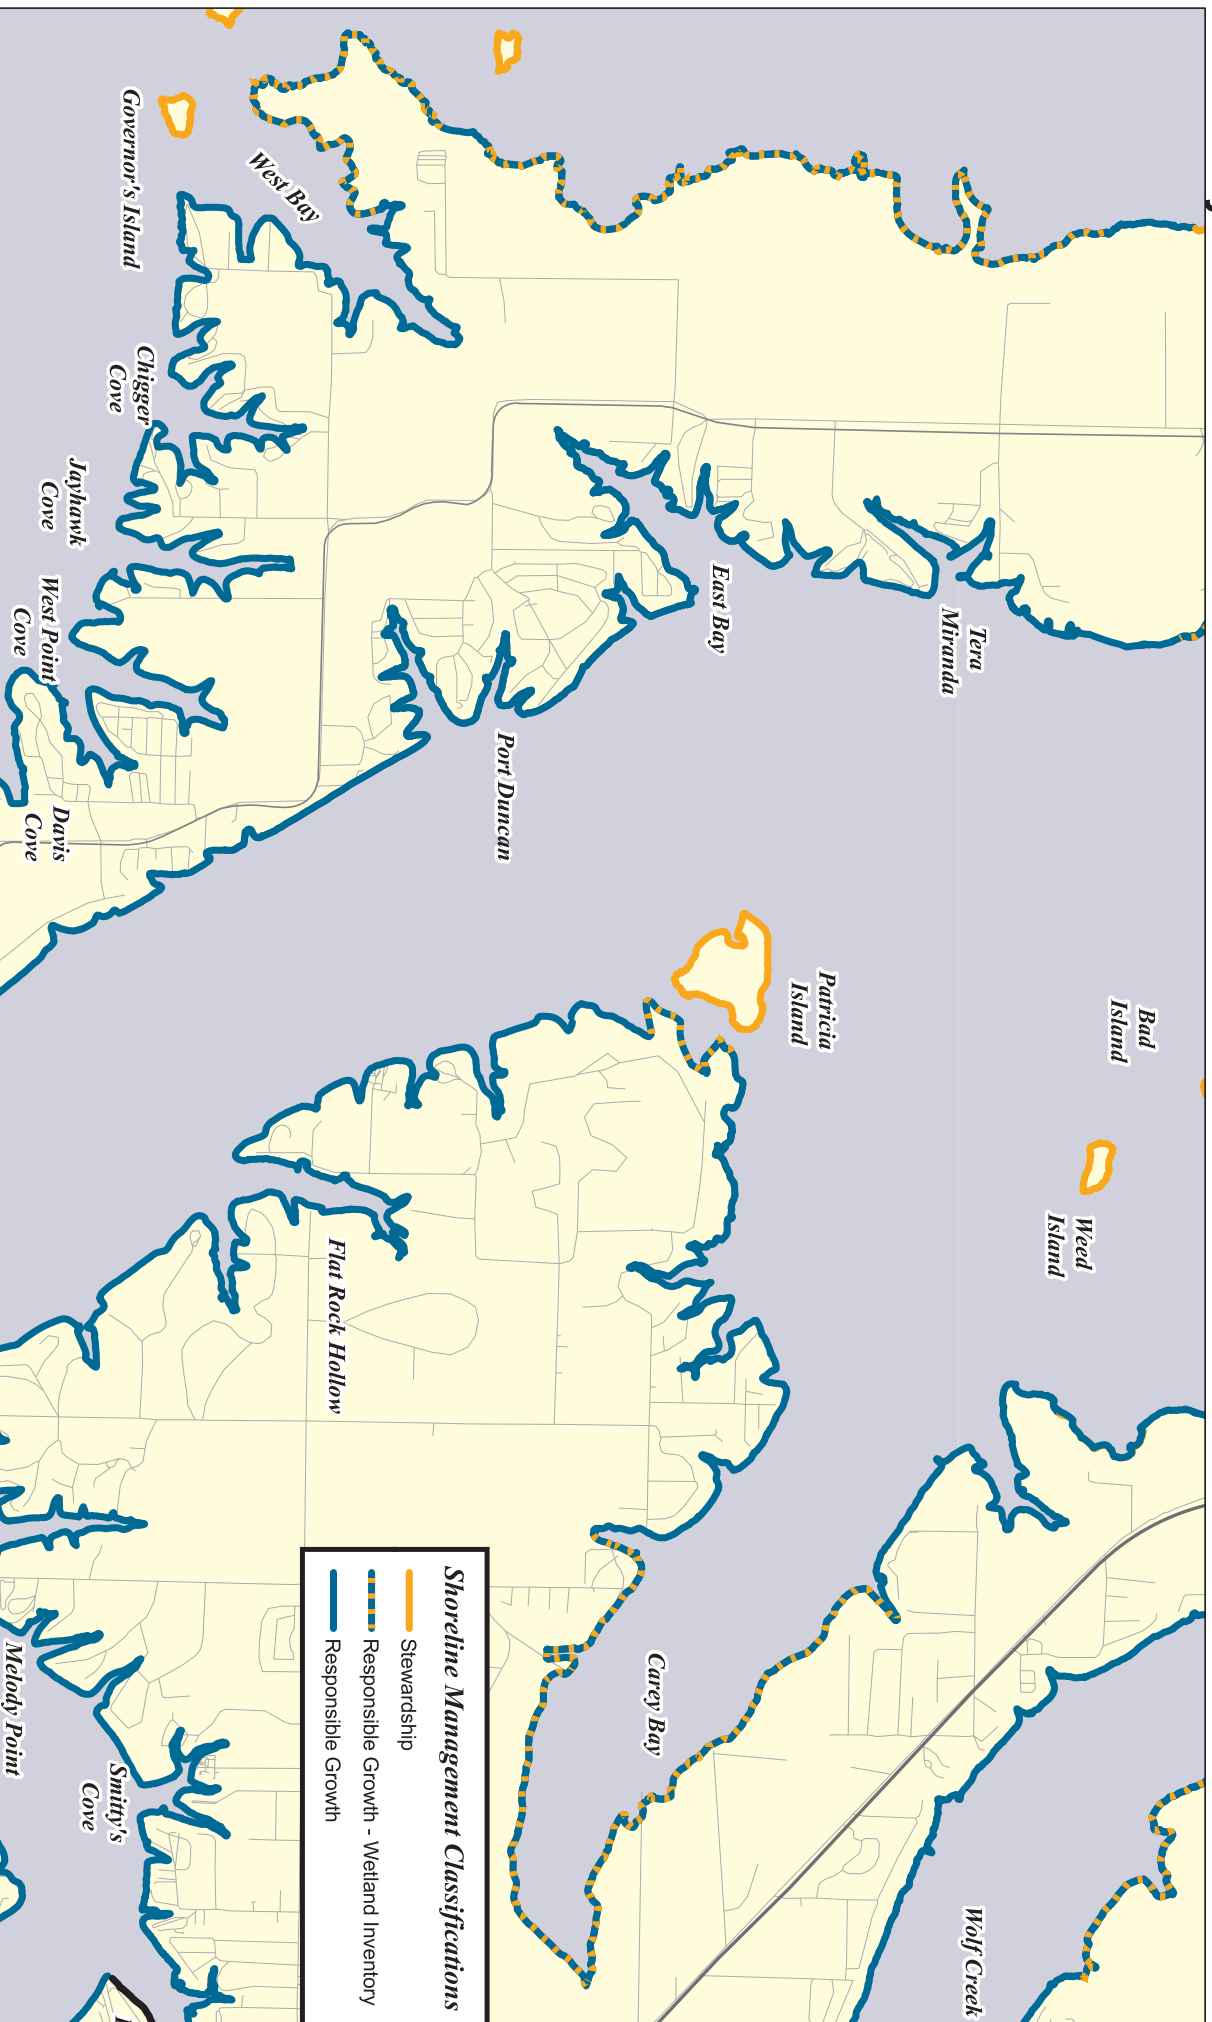 Governor's Island
West Bay
Chigger
Cove
Jayhawk
Cove
West Point
Cove
Davis
Cove
East Bay
Tera
Miranda
Port Duncan
Patricia
Island
Bad
Island
Weed
Island
Flat Rock Hollow
Carey Bay
Wolf Creek
Melody Point
Smitty's
Cove
Shoreline Management Classifications
Stewardship
Responsible Growth - Wetland Inventory
Responsible Growth